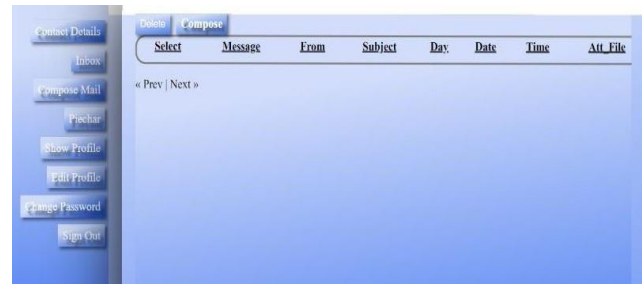 Contact Details
Inbox
Compose Mail
Piechar
Show Profile
Edit Profile
Change Password
Sign Out
Delete Compose
Select Message From Subject Day Date Time Att_File
« Prev | Next »